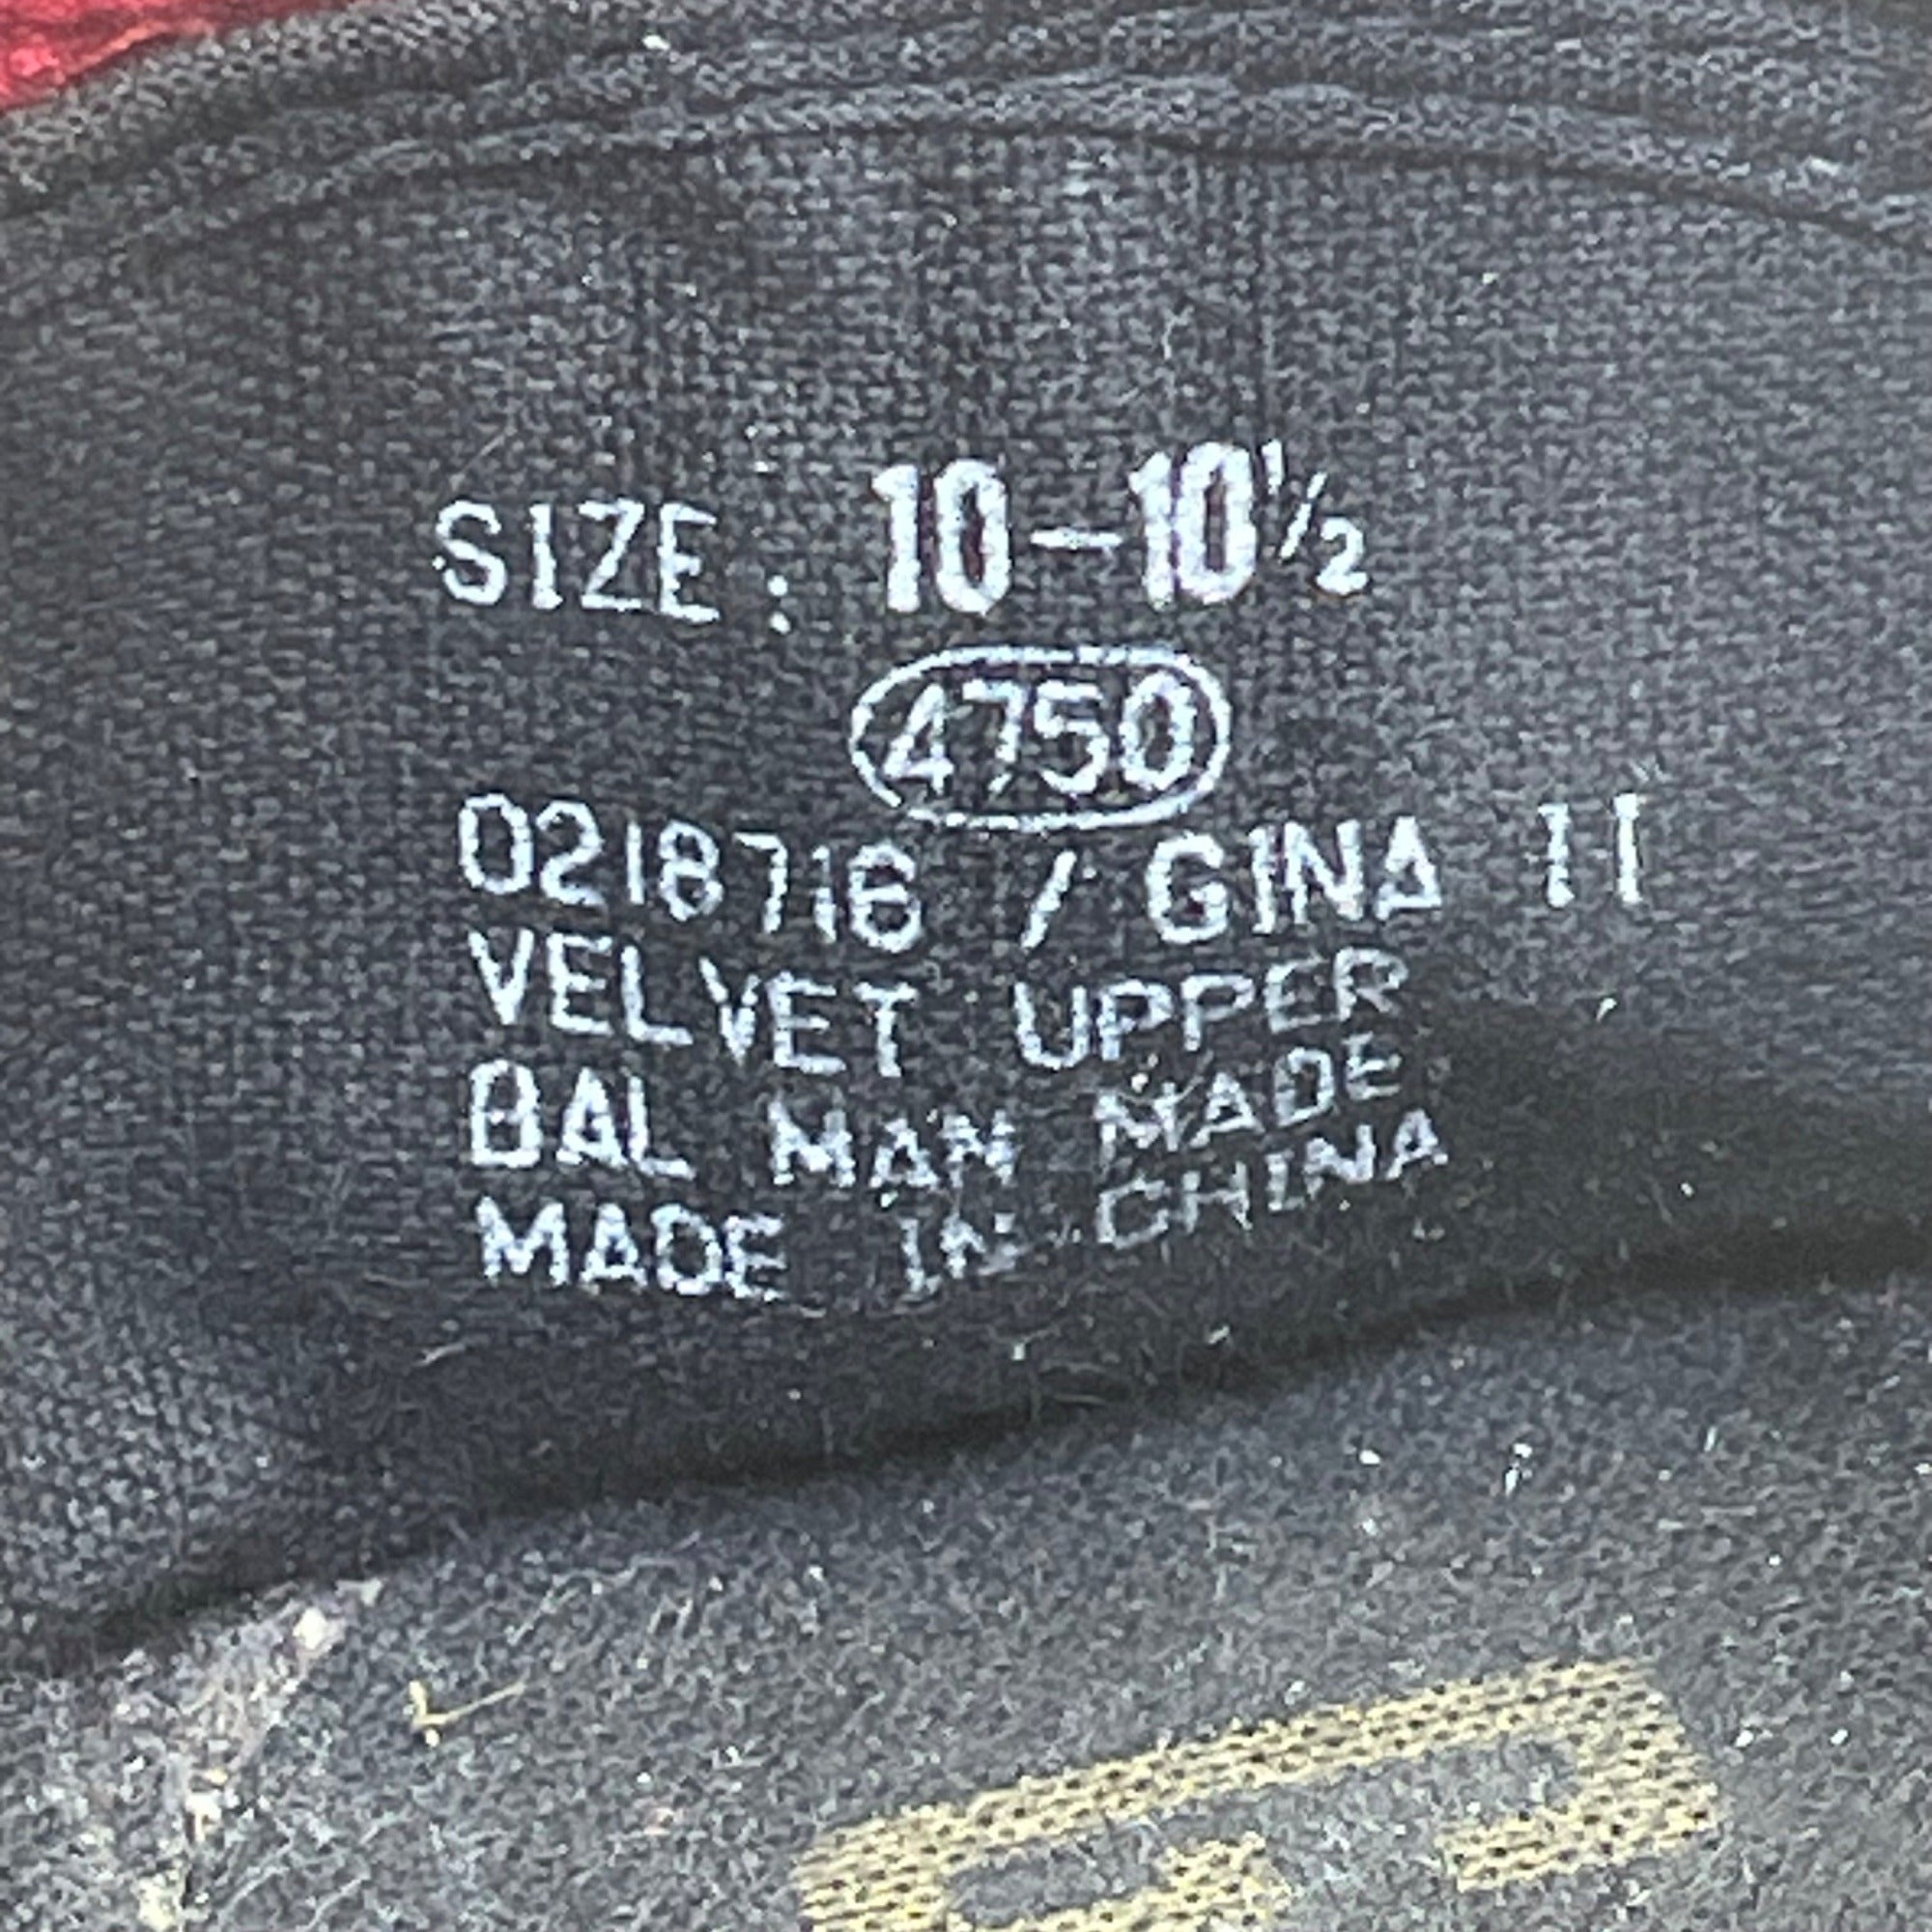 SIZE: 10-10½
4750
0218716 / GINA II
VELVET UPPER
BAL MAN MADE
MADE IN CHINA